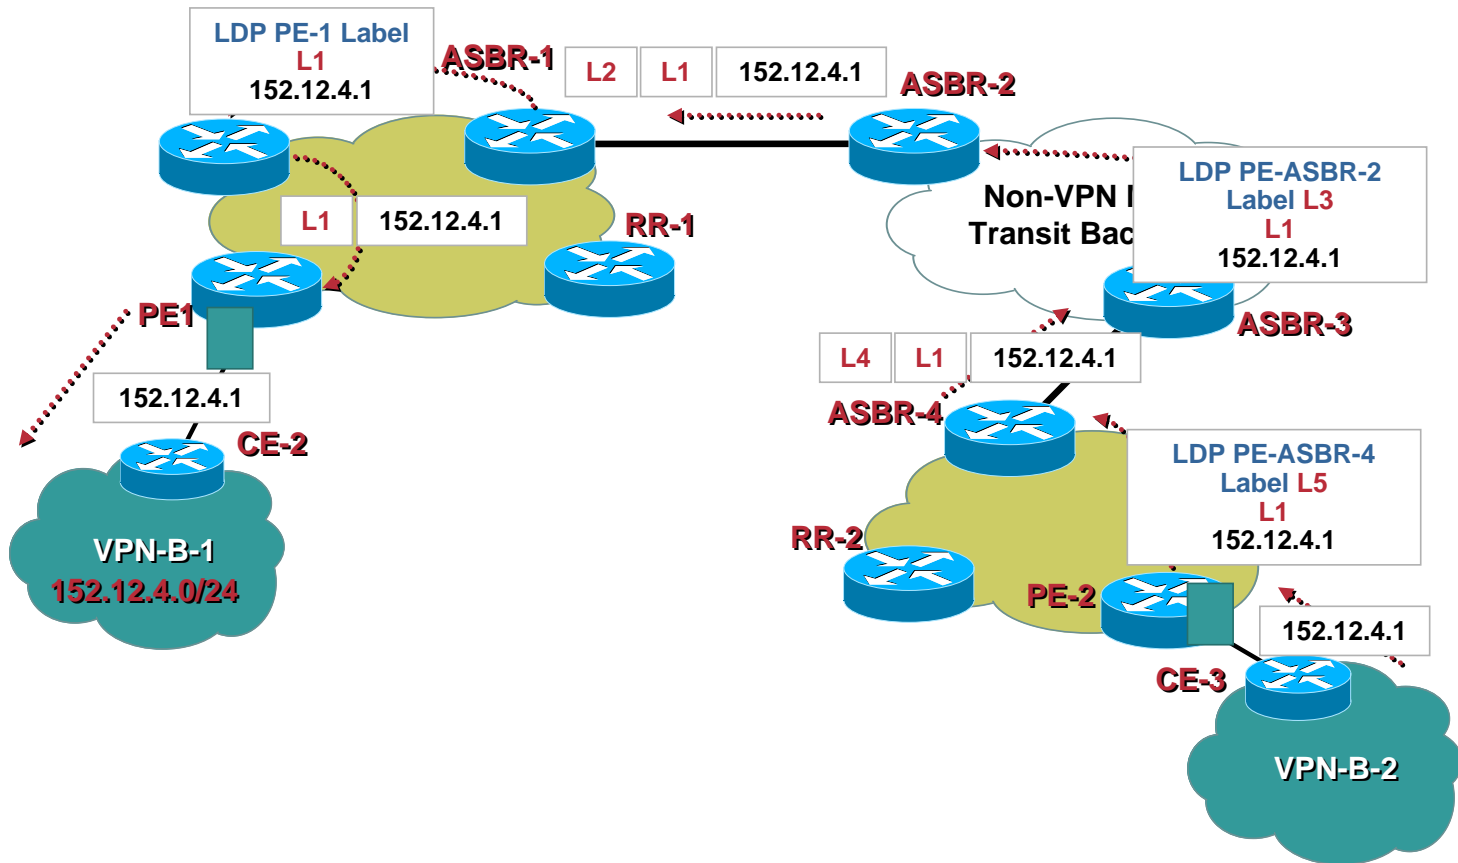 LDP PE-1 Label
L1
152.12.4.1
ASBR-1
L2 L1 152.12.4.1
ASBR-2
LDP PE-ASBR-2
Label L3
L1
152.12.4.1
Non-VPN
Transit
L1 152.12.4.1
RR-1
PE1
ASBR-3
L4 L1 152.12.4.1
152.12.4.1
ASBR-4
CE-2
LDP PE-ASBR-4
Label L5
L1
152.12.4.1
VPN-B-1
152.12.4.0/24
RR-2
PE-2
152.12.4.1
CE-3
VPN-B-2